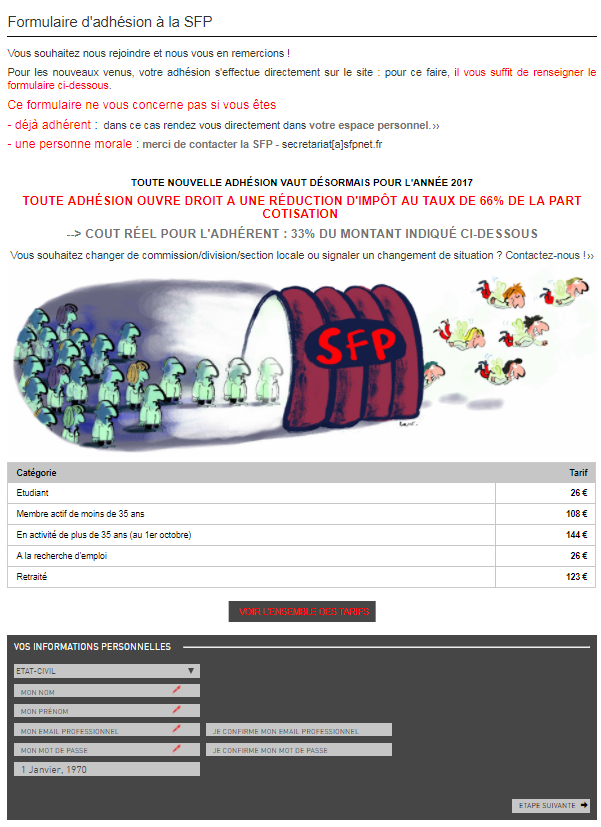 Formulaire d'adhésion à la SFP
Vous souhaitez nous rejoindre et nous vous en remercions !
Pour les nouveaux venus, votre adhésion s'effectue directement sur le site : pour ce faire, il vous suffit de renseigner le
formulaire ci-dessous.
Ce formulaire ne vous concerne pas si vous êtes
- déjà adhérent : dans ce cas rendez vous directement dans votre espace personnel.››
- une personne morale : merci de contacter la SFP - secretariat[a]sfpnet.fr
TOUTE NOUVELLE ADHÉSION VAUT DÉSORMAIS POUR L'ANNÉE 2017
TOUTE ADHÉSION OUVRE DROIT A UNE RÉDUCTION D'IMPÔT AU TAUX DE 66% DE LA PART
COTISATION
--> COUT RÉEL POUR L'ADHÉRENT : 33% DU MONTANT INDIQUÉ CI-DESSOUS
Vous souhaitez changer de commission/division/section locale ou signaler un changement de situation ? Contactez-nous !››
SFP
Catégorie Tarif
Etudiant 26 €
Membre actif de moins de 35 ans 108 €
En activité de plus de 35 ans (au 1er octobre) 144 €
A la recherche d'emploi 26 €
Retraité 123 €
VOIR L'ENSEMBLE DES TARIFS
VOS INFORMATIONS PERSONNELLES
ETAT-CIVIL
MON NOM
MON PRÉNOM
MON EMAIL PROFESSIONNEL JE CONFIRME MON EMAIL PROFESSIONNEL
MON MOT DE PASSE JE CONFIRME MON MOT DE PASSE
1 Janvier, 1970
ETAPE SUIVANTE